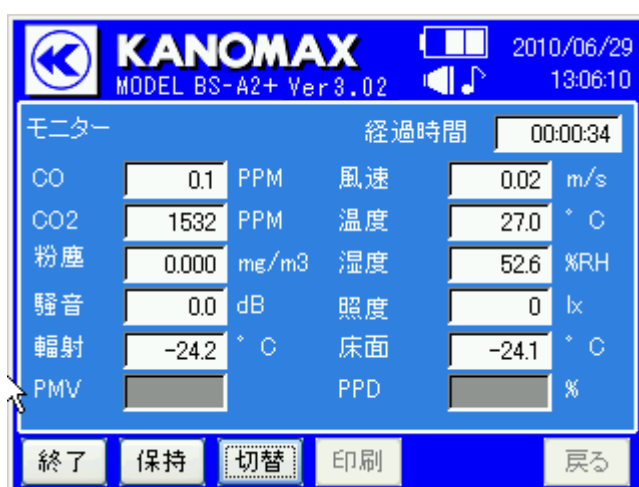 KANOMAX 2010/06/29
MODEL BS-A2+ Ver3.02 13:06:10
モニター 経過時間 00:00:34
CO 0.1 PPM 風速 0.02 m/s
CO2 1532 PPM 温度 27.0 °C
粉塵 0.000 mg/m3 湿度 52.6 %RH
騒音 0.0 dB 照度 0 lx
輻射 -24.2 °C 床面 -24.1 °C
PMV PPD %
終了 保持 切替 印刷 戻る